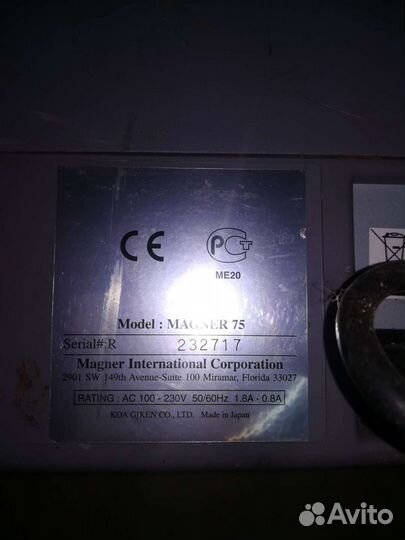 CE
РСТ
ME20
Model : MAGNER 75
Serial#:R 232717
Magner International Corporation
2901 SW 149th Avenue-Suite 100 Miramar, Florida 33027
RATING : AC 100 - 230V 50/60Hz 1.8A - 0.8A
KOA GIKEN CO., LTD. Made in Japan
Avito